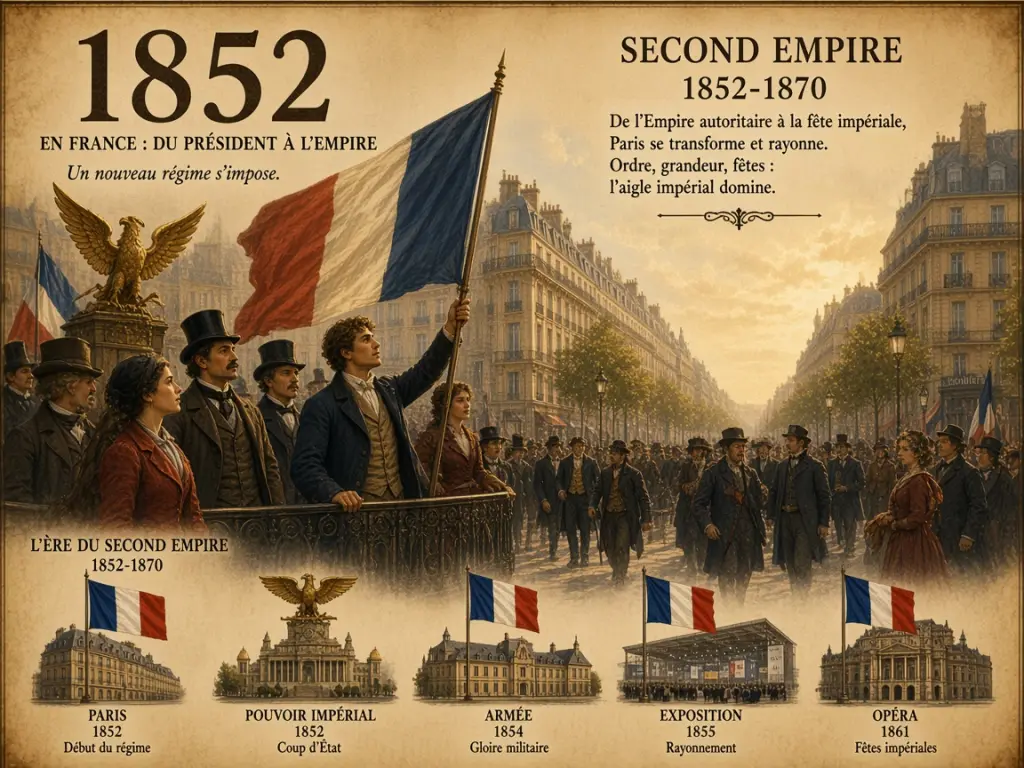 1852
EN FRANCE : DU PRÉSIDENT À L'EMPIRE
Un nouveau régime s'impose.
SECOND EMPIRE
1852-1870
De l'Empire autoritaire à la fête impériale,
Paris se transforme et rayonne.
Ordre, grandeur, fêtes :
l'aigle impérial domine.
L'ÈRE DU SECOND EMPIRE
1852-1870
PARIS
1852
Début du régime
POUVOIR IMPÉRIAL
1852
Coup d'État
ARMÉE
1854
Gloire militaire
EXPOSITION
1855
Rayonnement
OPÉRA
1861
Fêtes impériales